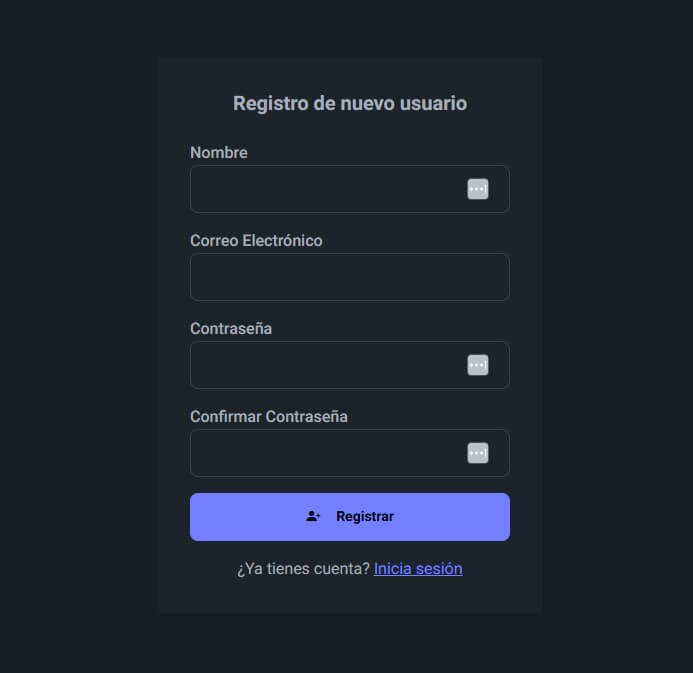 Registro de nuevo usuario
Nombre
Correo Electrónico
Contraseña
Confirmar Contraseña
Registrar
¿Ya tienes cuenta? Inicia sesión